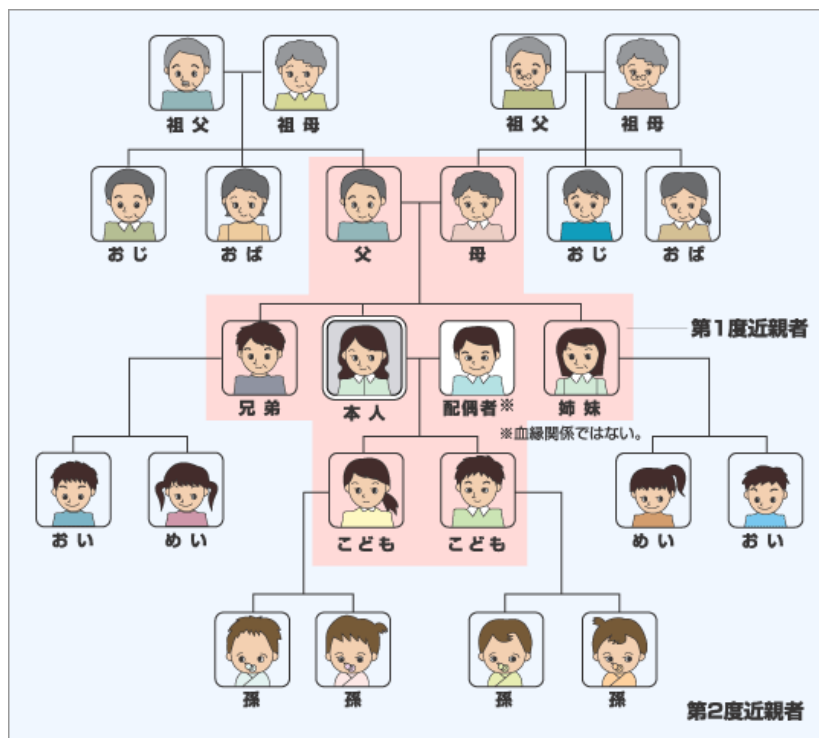 祖父
祖母
祖父
祖母
おじ
おば
父
母
おじ
おば
第1度近親者
兄弟
本人
配偶者※
姉妹
※血縁関係ではない。
おい
めい
こども
こども
めい
おい
孫
孫
孫
孫
第2度近親者